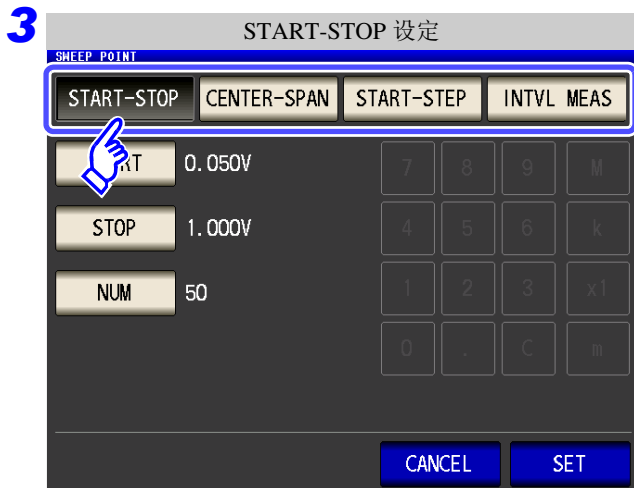 3
START-STOP 设定
SWEEP POINT
START-STOP CENTER-SPAN START-STEP INTVL MEAS
0.050V 7 8 9 M
STOP 1.000V 4 5 6 k
NUM 50 1 2 3 x1
0 . C m
CANCEL SET